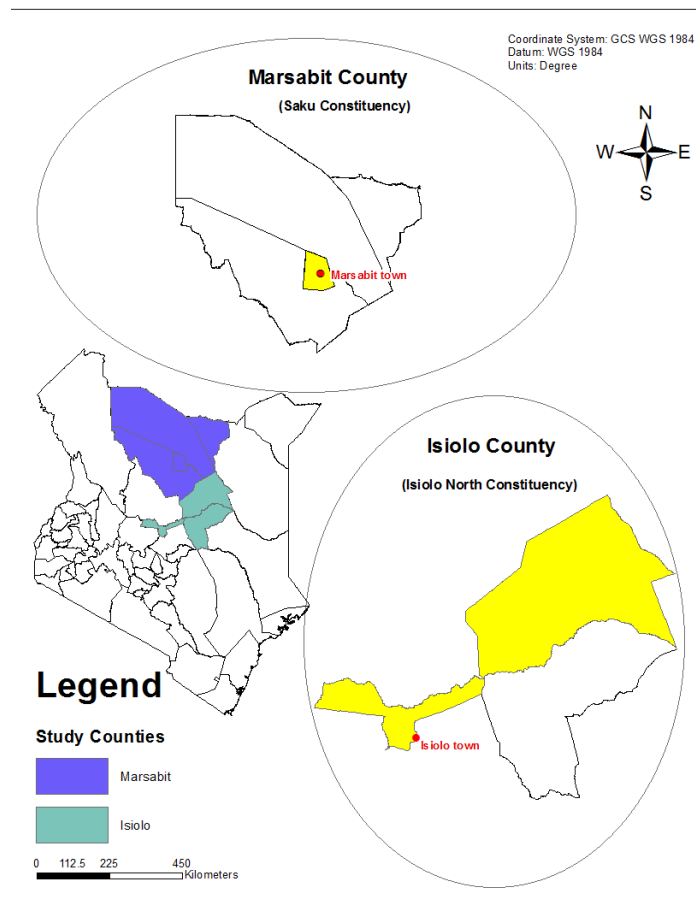 Coordinate System: GCS WGS 1984
Datum: WGS 1984
Units: Degree
Marsabit County
(Saku Constituency)
N
W
E
S
Marsabit town
Isiolo County
(Isiolo North Constituency)
Isiolo town
Legend
Study Counties
Marsabit
Isiolo
0 112.5 225 450
Kilometers